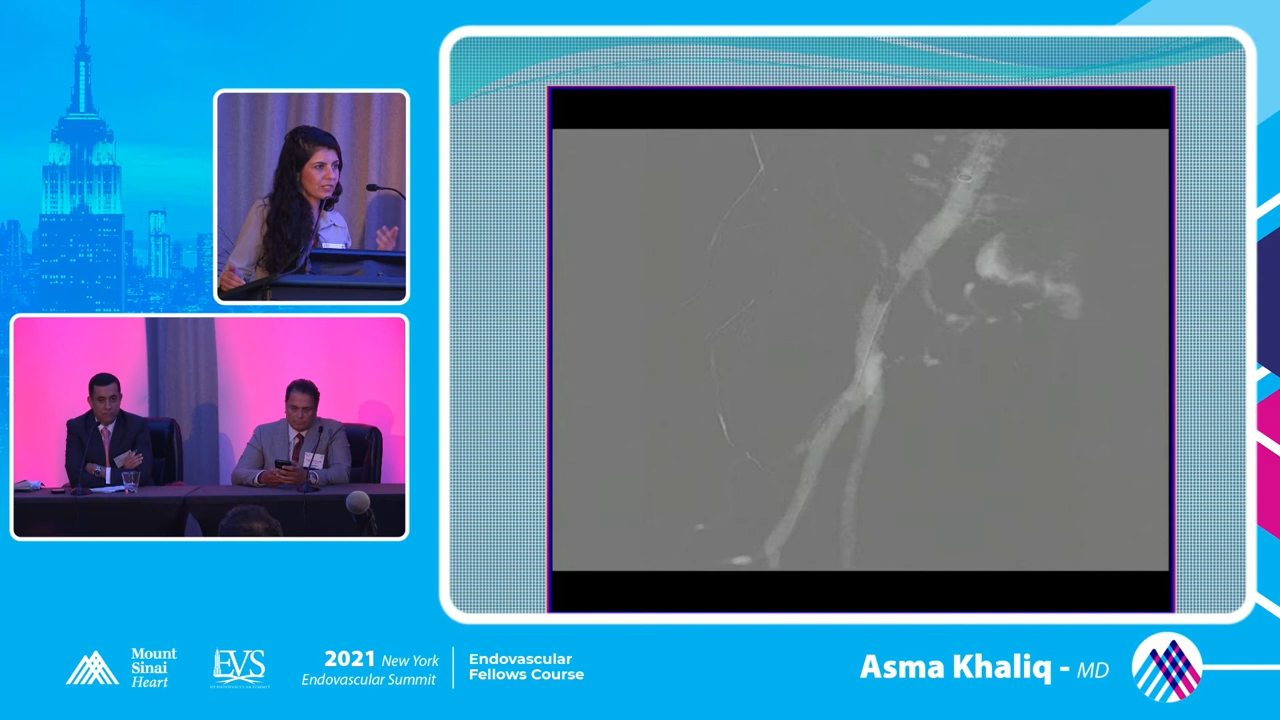 Mount
Sinai
Heart
EVS
2021 New York
Endovascular Summit
Endovascular
Fellows Course
Asma Khaliq - MD